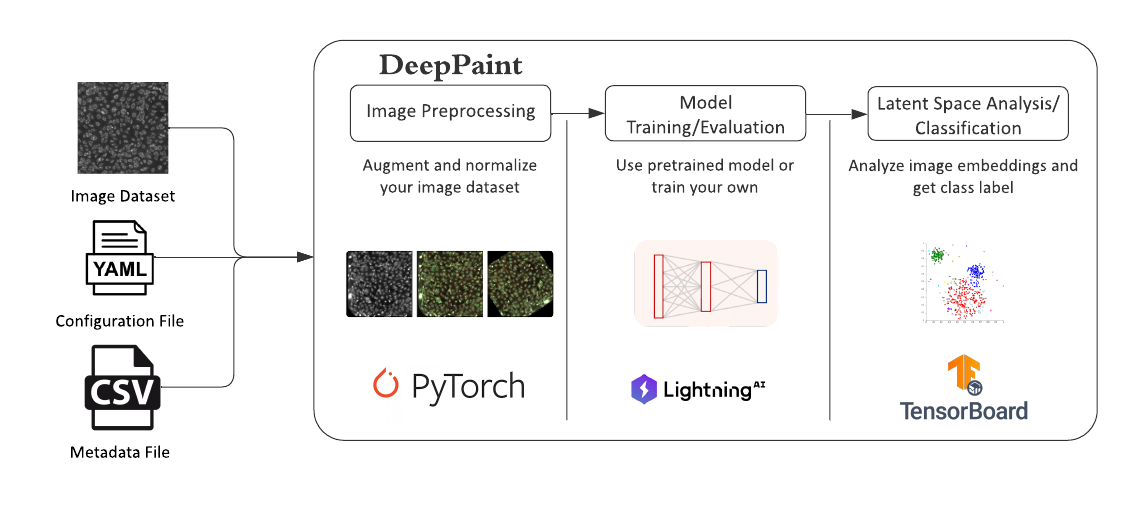 DeepPaint
Image Dataset
YAML
Configuration File
CSV
Metadata File
Image Preprocessing
Augment and normalize
your image dataset
PyTorch
Model
Training/Evaluation
Use pretrained model or
train your own
Lightning AI
Latent Space Analysis/
Classification
Analyze image embeddings and
get class label
TensorBoard